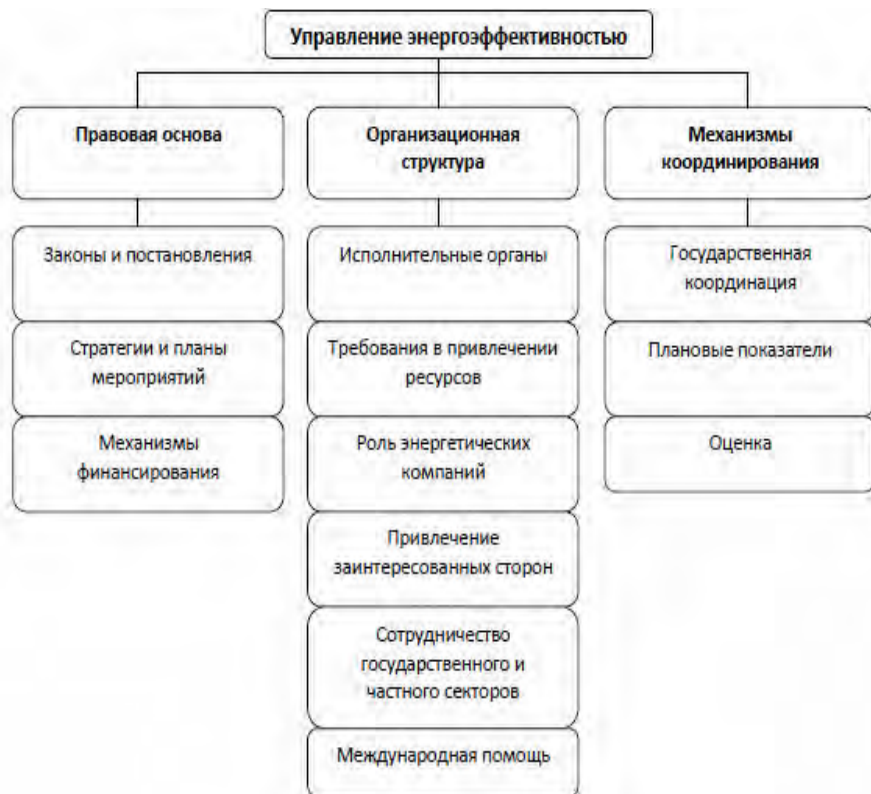 Управление энергоэффективностью
Правовая основа
Организационная
структура
Механизмы
координирования
Законы и постановления
Стратегии и планы
мероприятий
Механизмы
финансирования
Исполнительные органы
Требования в привлечении
ресурсов
Роль энергетических
компаний
Привлечение
заинтересованных сторон
Сотрудничество
государственного и
частного секторов
Международная помощь
Государственная
координация
Плановые показатели
Оценка